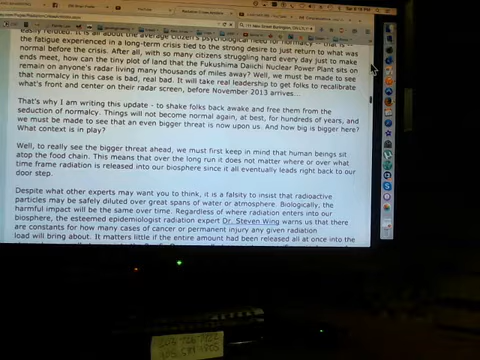 easily refuted. It is all about the average citizen's psychological need for normalcy -- that is
the fatigue experienced in a long-term crisis tied to the strong desire to just return to what was
normal before the crisis. After all, with so many citizens struggling hard every day just to make
ends meet, how can the tiny plot of land that the Fukushima Daiichi Nuclear Power Plant sits on
remain on anyone's radar living many thousands of miles away? Well, we must be made to see
that normalcy in this case is bad, real bad. It will take real leadership to get folks to recalibrate
what's front and center on their radar screen, before November 2013 arrives...
That's why I am writing this update - to shake folks back awake and free them from the
seduction of normalcy. Things will not become normal again, at best, for hundreds of years, and
we must be made to see that an even bigger threat is now upon us. And how big is bigger here?
What context is in play?
Well, to really see the bigger threat ahead, we must first keep in mind that human beings sit
atop the food chain. This means that over the long run it does not matter where or over what
time frame radiation is released into our biosphere since it all eventually leads right back to our
door step.
Despite what other experts may want you to think, it is a falsity to insist that radioactive
particles may be safely diluted over great spans of water or atmosphere. Biologically, the
harmful impact will be the same over time. Regardless of where radiation enters into our
biosphere, the esteemed epidemiologist radiation expert Dr. Steven Wing warns us that there
are constants for how many cases of cancer or permanent injury any given radiation
load will bring about. It matters little if the entire amount had been released all at once into the